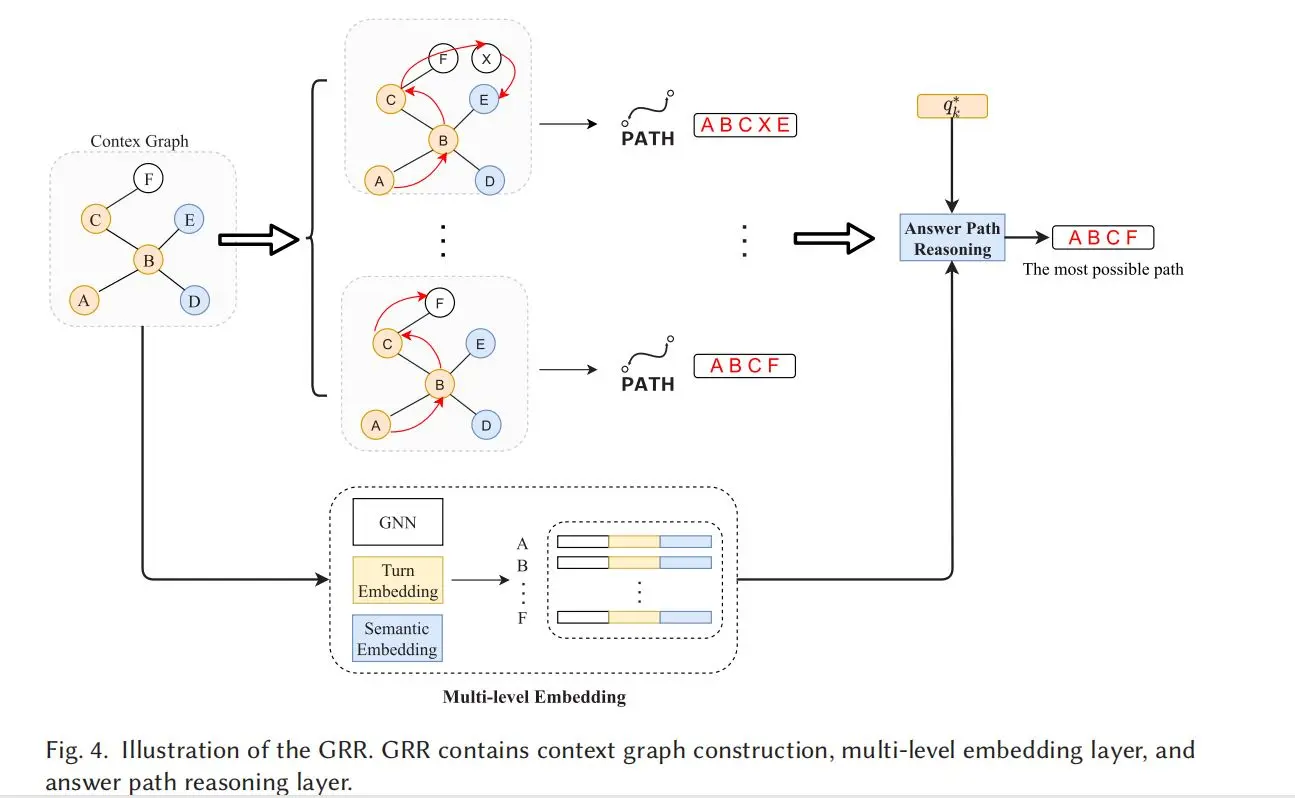 Contex Graph
F
C
E
B
A
D
F
X
C
E
B
A
D
PATH
A B C X E
F
C
E
B
A
D
PATH
A B C F
q*k
Answer Path
Reasoning
A B C F
The most possible path
GNN
Turn
Embedding
Semantic
Embedding
A
B
F
Multi-level Embedding
Fig. 4. Illustration of the GRR. GRR contains context graph construction, multi-level embedding layer, and
answer path reasoning layer.